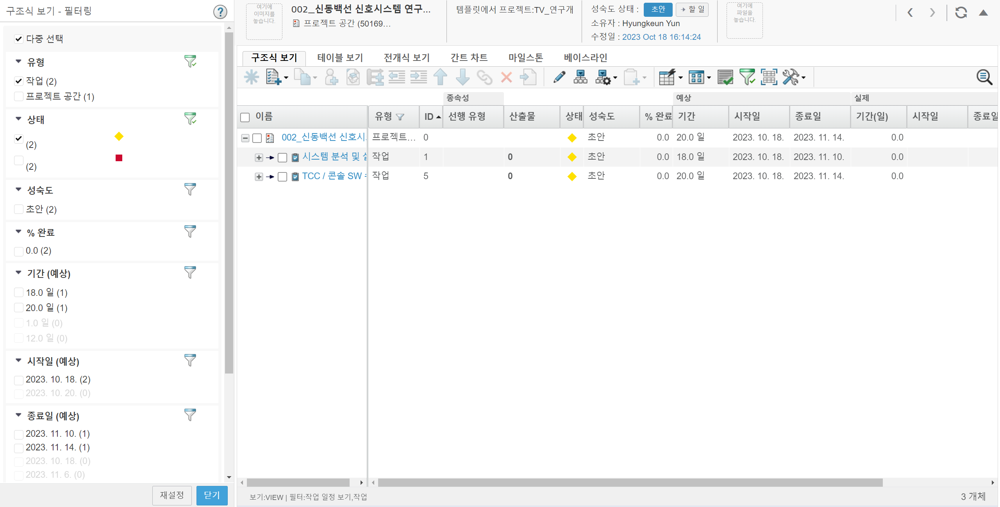 구조식 보기 - 필터링
?
다중 선택
유형
작업 (2)
프로젝트 공간 (1)
상태
(2)
(2)
성숙도
초안 (2)
% 완료
0.0 (2)
기간 (예상)
18.0 일 (1)
20.0 일 (1)
1.0 일 (0)
12.0 일 (0)
시작일 (예상)
2023. 10. 18. (2)
2023. 10. 20. (0)
종료일 (예상)
2023. 11. 10. (1)
2023. 11. 14. (1)
2023. 10. 18. (0)
2023. 11. 6. (0)
재설정 닫기
여기에
이미지를
놓습니다.
002_신동백선 신호시스템 연구...
프로젝트 공간 (50169...
템플릿에서 프로젝트:TV_연구개
성숙도 상태 : 초안 할 일
소유자 : Hyungkeun Yun
수정일 : 2023 Oct 18 16:14:24
여기에
파일을
놓습니다.
구조식 보기 테이블 보기 전개식 보기 간트 차트 마일스톤 베이스라인
종속성 예상 실제
이름 유형 ID 선행 유형 산출물 상태 성숙도 % 완료 기간 시작일 종료일 기간(일) 시작일 종료일
002_신동백선 신호시 프로젝트... 0 초안 0.0 20.0 일 2023. 10. 18. 2023. 11. 14. 0.0
시스템 분석 및 작업 1 0 초안 0.0 18.0 일 2023. 10. 18. 2023. 11. 10. 0.0
TCC / 콘솔 SW 작업 5 0 초안 0.0 20.0 일 2023. 10. 18. 2023. 11. 14. 0.0
보기:VIEW | 필터:작업 일정 보기,작업
3 개체